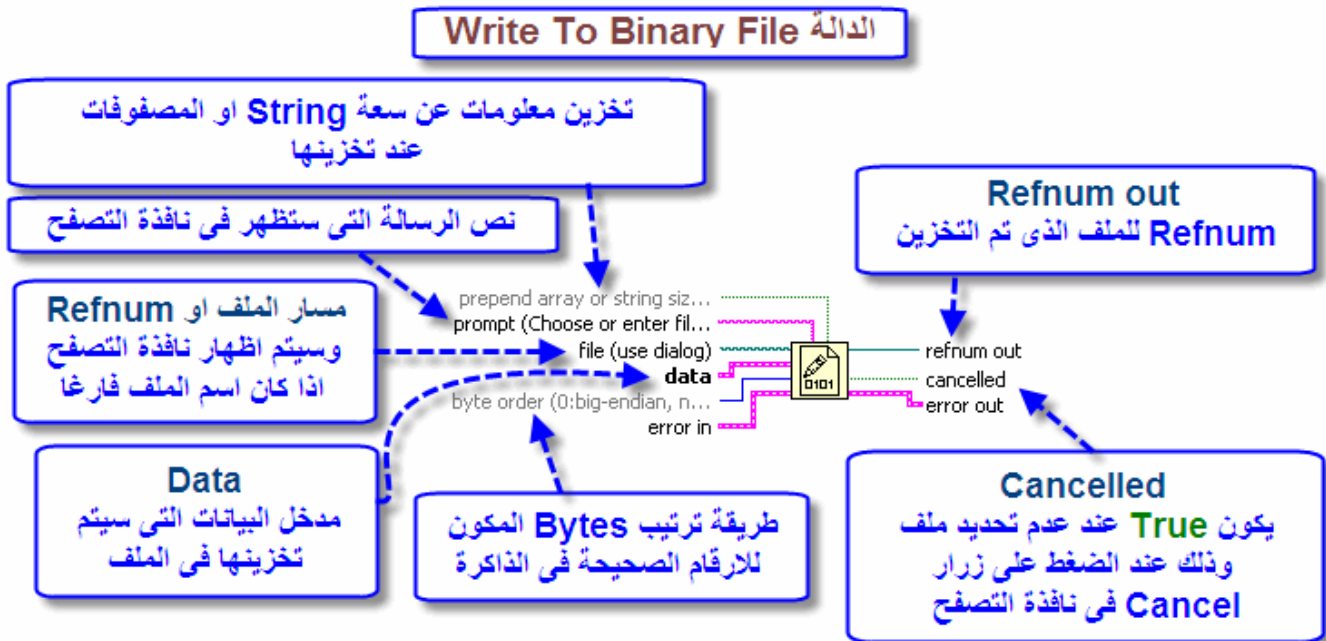 الدالة Write To Binary File
تخزين معلومات عن سعة String او المصفوفات
عند تخزينها
نص الرسالة التى ستظهر فى نافذة التصفح
مسار الملف او Refnum
وسيتم اظهار نافذة التصفح
اذا كان اسم الملف فارغا
Data
مدخل البيانات التى سيتم
تخزينها فى الملف
طريقة ترتيب Bytes المكون
للارقام الصحيحة فى الذاكرة
prepend array or string siz...
prompt (Choose or enter fil...
file (use dialog)
data
byte order (0:big-endian, n...
error in
0101
refnum out
cancelled
error out
Refnum out
Refnum للملف الذى تم التخزين
Cancelled
يكون True عند عدم تحديد ملف
وذلك عند الضغط على زرار
Cancel فى نافذة التصفح